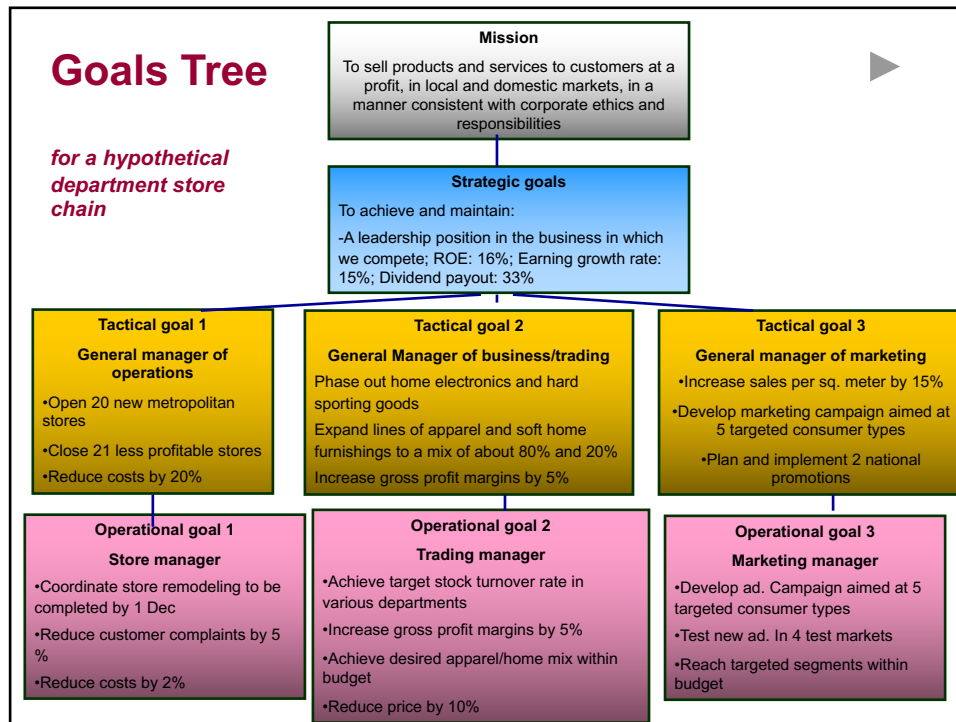 Goals Tree
for a hypothetical
department store
chain
Mission
To sell products and services to customers at a
profit, in local and domestic markets, in a
manner consistent with corporate ethics and
responsibilities
Strategic goals
To achieve and maintain:
-A leadership position in the business in which
we compete; ROE: 16%; Earning growth rate:
15%; Dividend payout: 33%
Tactical goal 1
General manager of
operations
•Open 20 new metropolitan
stores
•Close 21 less profitable stores
•Reduce costs by 20%
Tactical goal 2
General Manager of business/trading
Phase out home electronics and hard
sporting goods
Expand lines of apparel and soft home
furnishings to a mix of about 80% and 20%
Increase gross profit margins by 5%
Tactical goal 3
General manager of marketing
•Increase sales per sq. meter by 15%
•Develop marketing campaign aimed at
5 targeted consumer types
•Plan and implement 2 national
promotions
Operational goal 1
Store manager
•Coordinate store remodeling to be
completed by 1 Dec
•Reduce customer complaints by 5
%
•Reduce costs by 2%
Operational goal 2
Trading manager
•Achieve target stock turnover rate in
various departments
•Increase gross profit margins by 5%
•Achieve desired apparel/home mix within
budget
•Reduce price by 10%
Operational goal 3
Marketing manager
•Develop ad. Campaign aimed at 5
targeted consumer types
•Test new ad. In 4 test markets
•Reach targeted segments within
budget